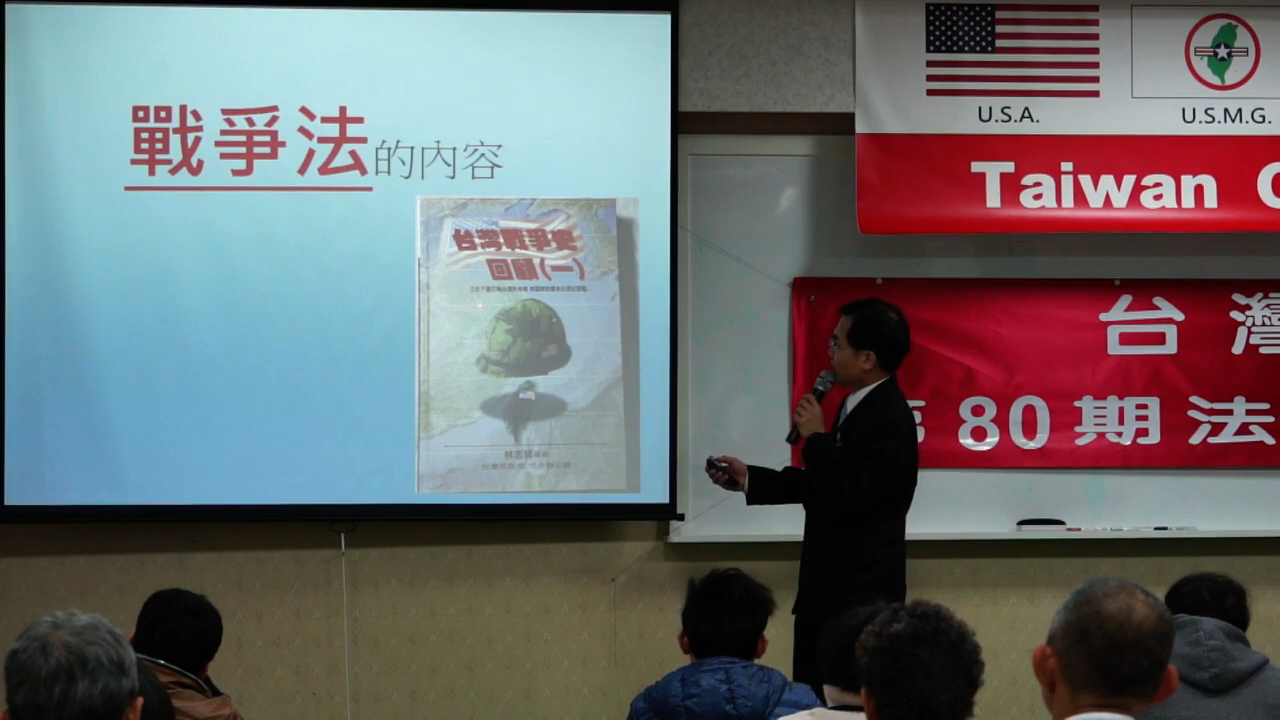 戰爭法的內容
台灣戰爭史
回顧(一)
U.S.A.
U.S.M.G.
Taiwan C
台灣
第80期法